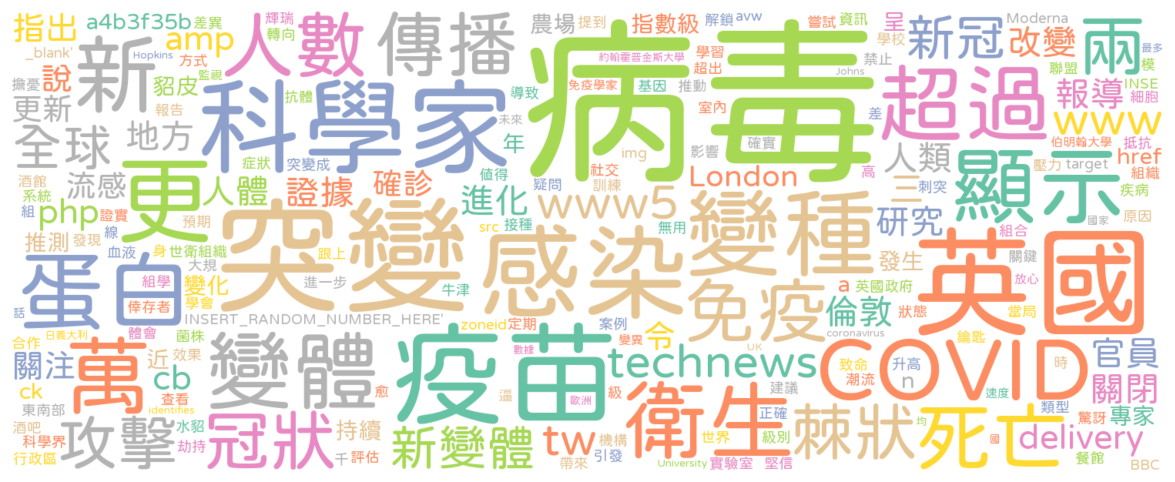 指出 a4b3f35b 差異 輝瑞 人數 傳播 農場 提到 指數級 解鎖 avw 嘗試 資訊 呈 Moderna 最多
_blank' Hopkins 方式 轉向 amp 新 病毒 約翰霍普金斯大學 學習 學校 新冠 改變 兩
擔憂 說 貂皮 監視 抗體 科學家 導致 免疫學家 基因 推動 超出 室內 Johns 禁止 聯盟 模 INSE
更新 報告 未來 差 超過 報導 細胞
全球 地方 年 影響 確實 www 伯明翰大學 抵抗
酒館 流感 更 症狀 突變成 值得 img 社交 人類 壓力 target href 組織
系統 人體 證據 確診 進化 疑問 訓練 London 高 三 刺突 顯示 疾病
組 php 證實 線 預期 src 接種 www5 無用 變種 研究 原因
推測 發現 血液 身 世衛組織 突變 跟上 感染 組合 國家
蛋白 組學 變化 大規 進一步 免疫 發生 關鍵 英國
倖存者 學會 牛津 a 英國政府 放心
話 體會 INSERT_RANDOM_NUMBER_HERE' zoneid 定期 案例 令 倫敦 狀態 當局
日義大利 菌株 變體 疫苗 數據 變異 UK coronavirus 鑰匙
合作 萬 近 效果 technews COVID 時 官員
關注 cb 愈 逼 級 建議 致命 升高 n 速度 關閉
ck 查看 歐洲 衛生 潮流 類型
東南部 identifies 正確 均 驚訝 專家
酒吧 攻擊 水貂 冠狀 持續 新變體 tw 機構 世界 級別 棘狀 死亡 國 delivery
科學界 劫持 千 評估 帶來 引發 餐館
行政區 University 實驗室 堅信 BBC